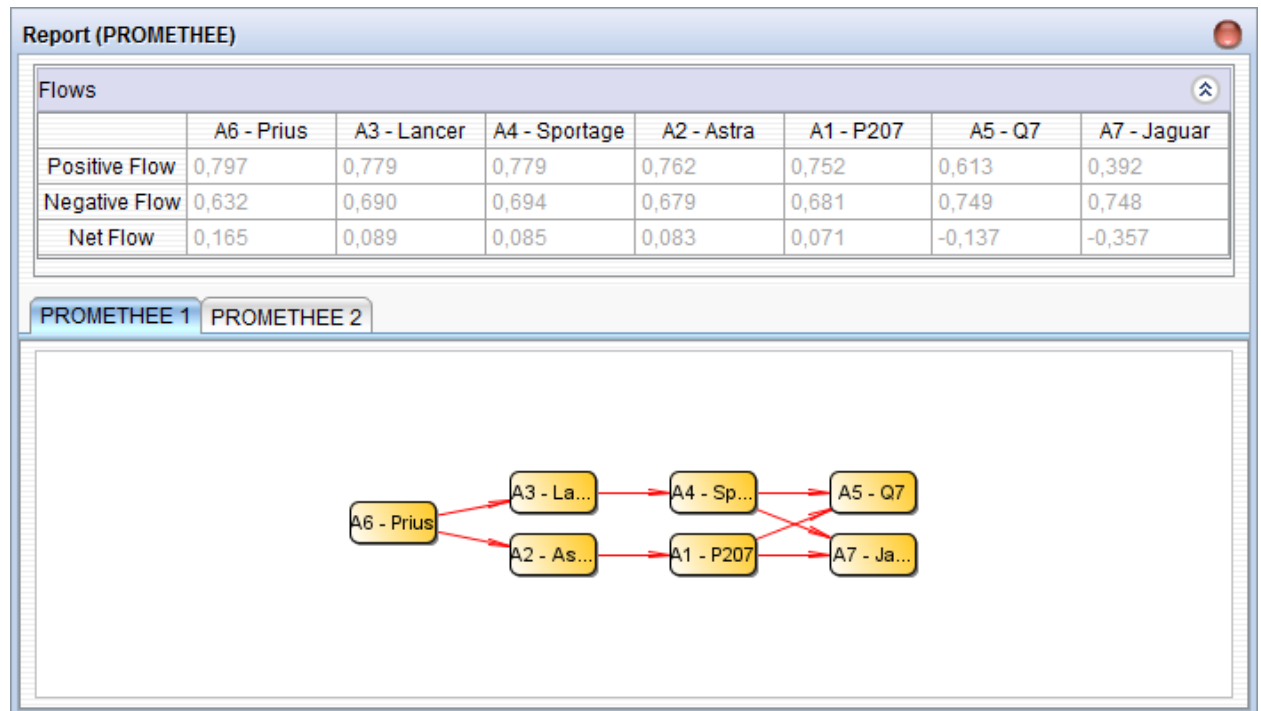 Report (PROMETHEE)
Flows
A6 - Prius A3 - Lancer A4 - Sportage A2 - Astra A1 - P207 A5 - Q7 A7 - Jaguar
Positive Flow 0,797 0,779 0,779 0,762 0,752 0,613 0,392
Negative Flow 0,632 0,690 0,694 0,679 0,681 0,749 0,748
Net Flow 0,165 0,089 0,085 0,083 0,071 -0,137 -0,357
PROMETHEE 1 PROMETHEE 2
A3 - La... A4 - Sp... A5 - Q7
A6 - Prius
A2 - As... A1 - P207 A7 - Ja...